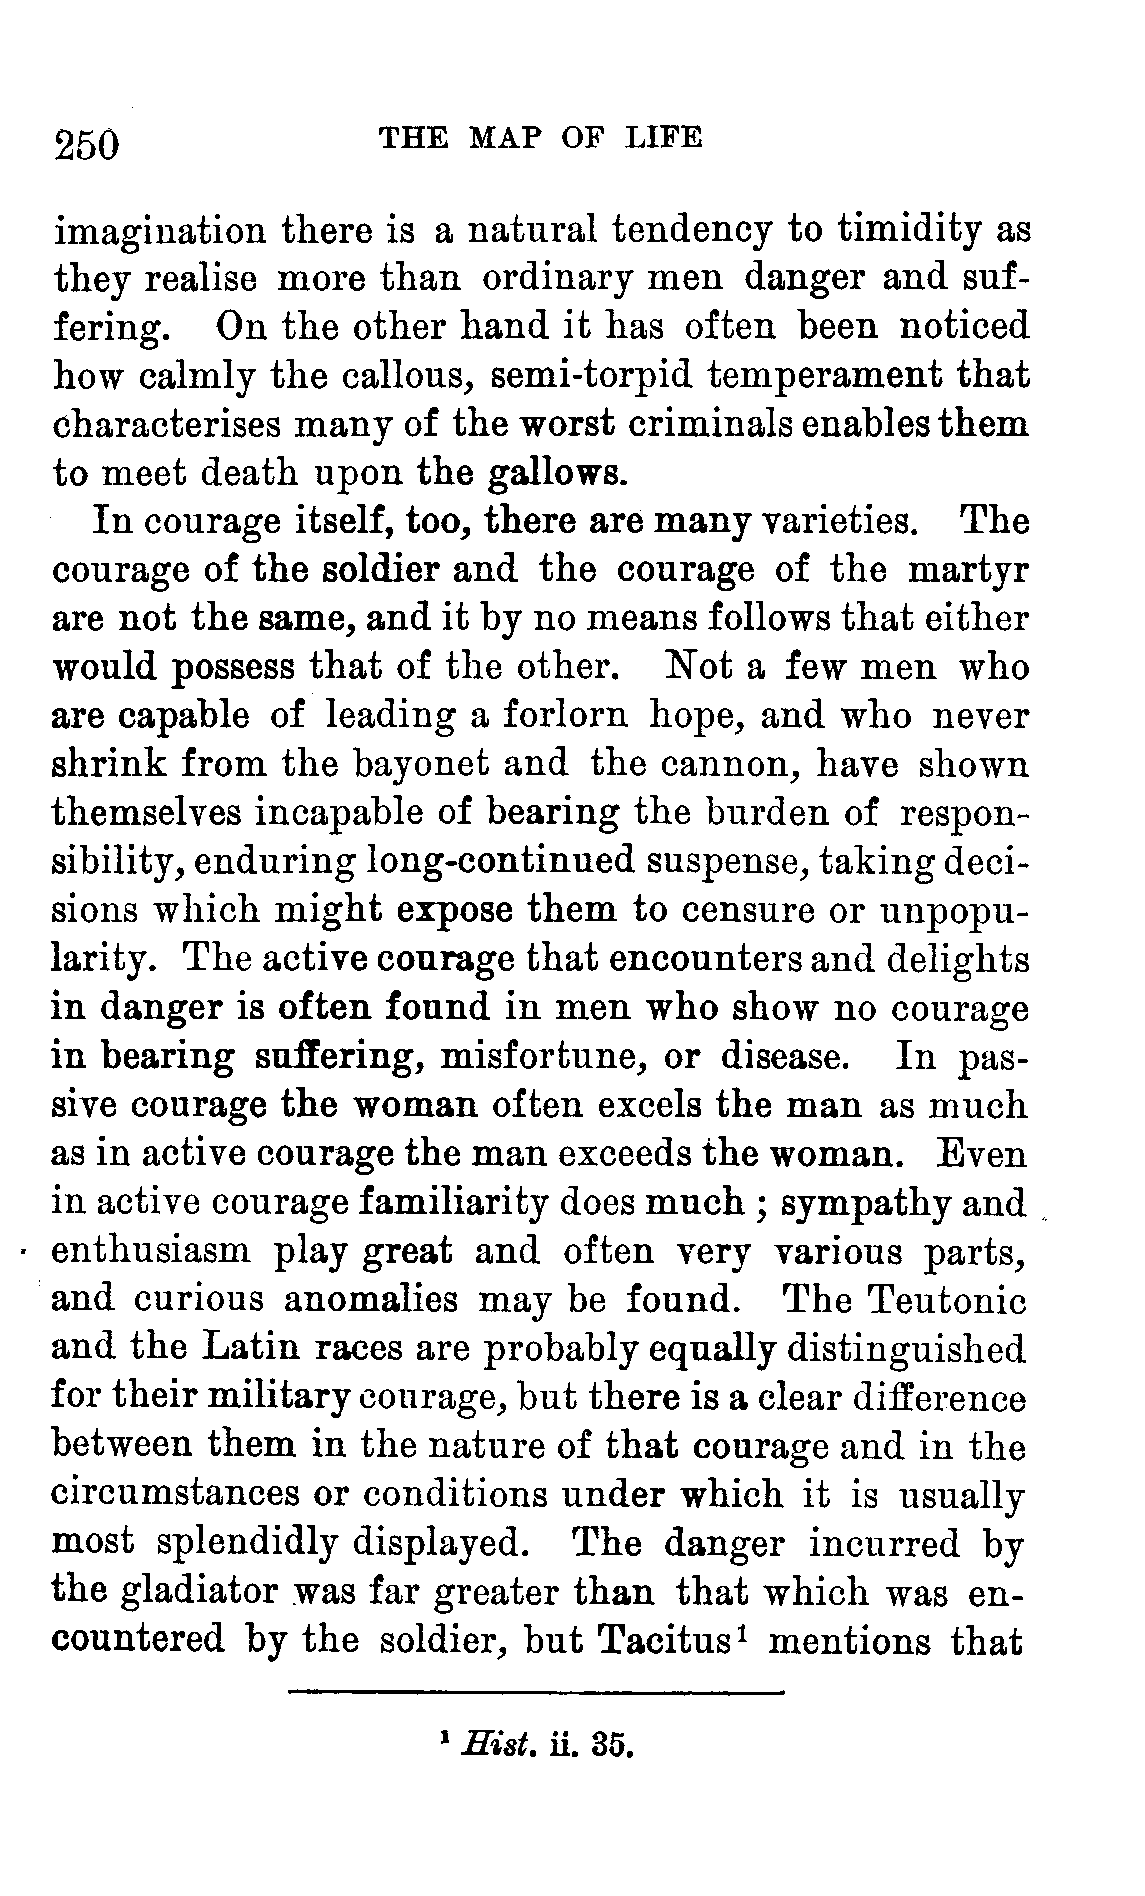 250 THE MAP OF LIFE
imagination there is a natural tendency to timidity as
they realise more than ordinary men danger and suf-
fering. On the other hand it has often been noticed
how calmly the callous, semi-torpid temperament that
characterises many of the worst criminals enables them
to meet death upon the gallows.
In courage itself, too, there are many varieties. The
courage of the soldier and the courage of the martyr
are not the same, and it by no means follows that either
would possess that of the other. Not a few men who
are capable of leading a forlorn hope, and who never
shrink from the bayonet and the cannon, have shown
themselves incapable of bearing the burden of respon-
sibility, enduring long-continued suspense, taking deci-
sions which might expose them to censure or unpopu-
larity. The active courage that encounters and delights
in danger is often found in men who show no courage
in bearing suffering, misfortune, or disease. In pas-
sive courage the woman often excels the man as much
as in active courage the man exceeds the woman. Even
in active courage familiarity does much ; sympathy and
enthusiasm play great and often very various parts,
and curious anomalies may be found. The Teutonic
and the Latin races are probably equally distinguished
for their military courage, but there is a clear difference
between them in the nature of that courage and in the
circumstances or conditions under which it is usually
most splendidly displayed. The danger incurred by
the gladiator was far greater than that which was en-
countered by the soldier, but Tacitus¹ mentions that
¹ Hist. ii. 35.